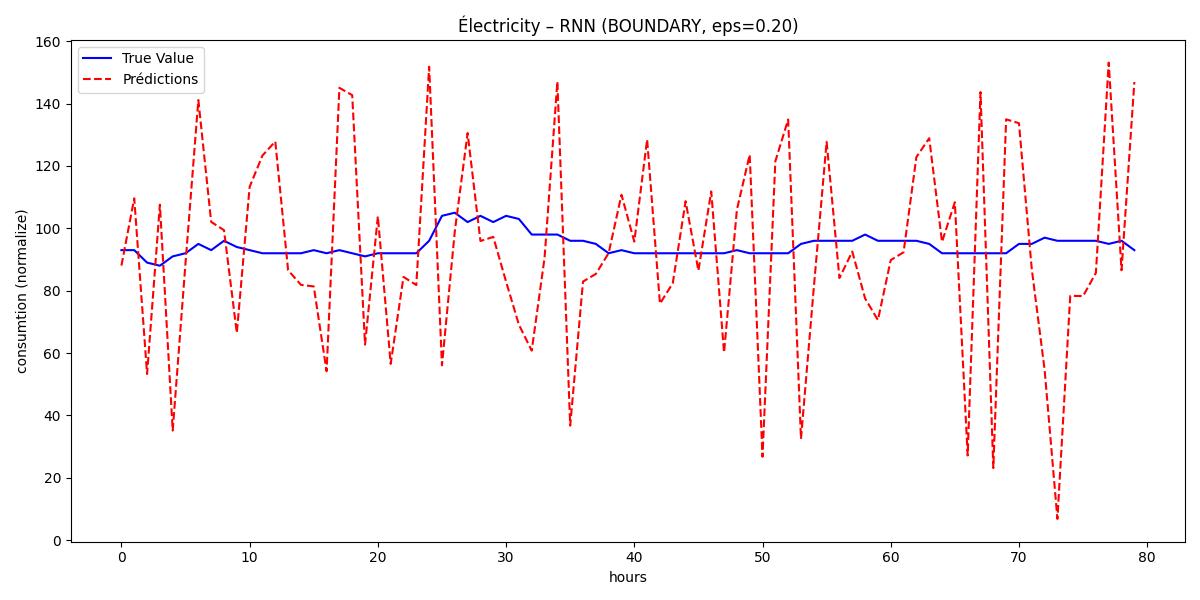 Électricity – RNN (BOUNDARY, eps=0.20)
True Value
Prédictions
consumtion (normalize)
160
140
120
100
80
60
40
20
0
0 10 20 30 40 50 60 70 80
hours